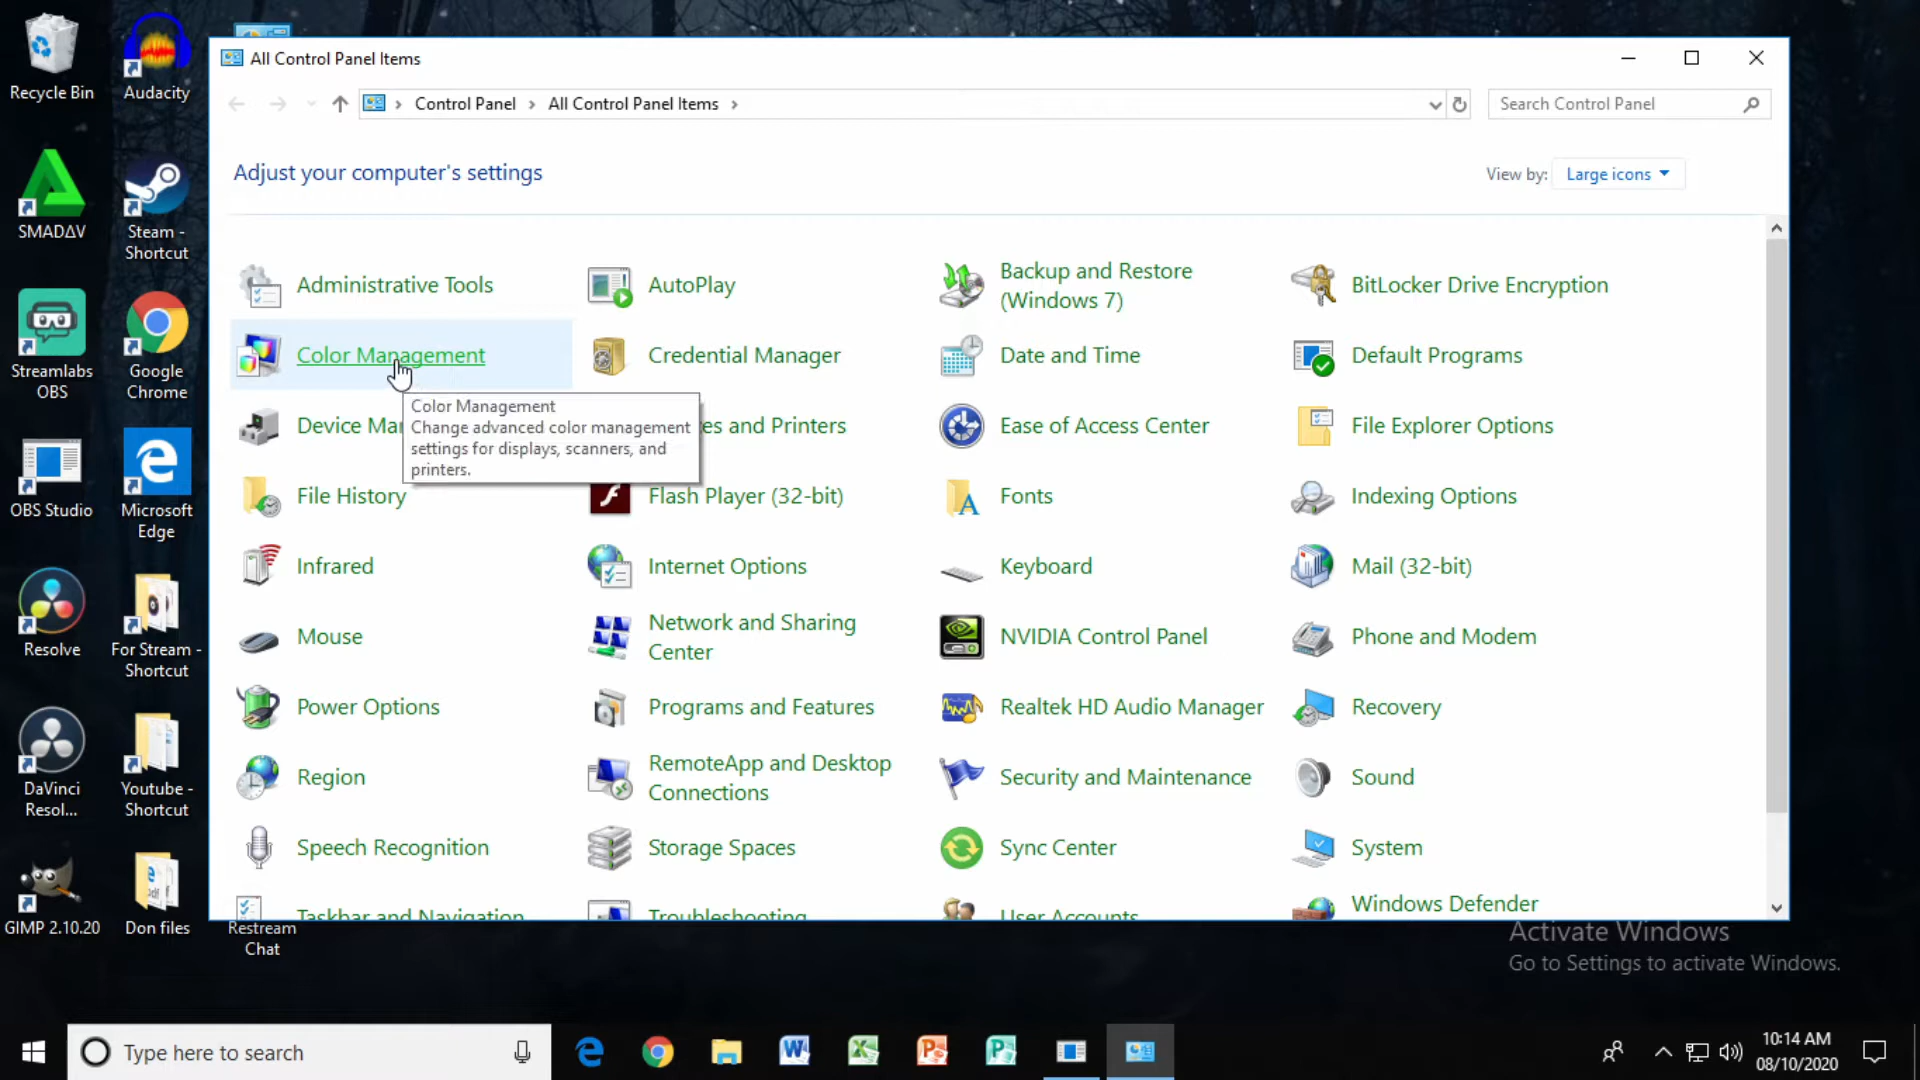 Recycle Bin
Audacity
SMADΔV
Steam -
Shortcut
Streamlabs
OBS
Google
Chrome
OBS Studio
Microsoft
Edge
Resolve
For Stream -
Shortcut
DaVinci
Resol...
Youtube -
Shortcut
GIMP 2.10.20
Don files
Restream
Chat
All Control Panel Items
Control Panel > All Control Panel Items >
Search Control Panel
Adjust your computer's settings
View by: Large icons
Administrative Tools
AutoPlay
Backup and Restore
(Windows 7)
BitLocker Drive Encryption
Color Management
Credential Manager
Date and Time
Default Programs
Color Management
Change advanced color management
settings for displays, scanners, and
printers.
Device Ma
es and Printers
Ease of Access Center
File Explorer Options
File History
Flash Player (32-bit)
Fonts
Indexing Options
Infrared
Internet Options
Keyboard
Mail (32-bit)
Mouse
Network and Sharing
Center
NVIDIA Control Panel
Phone and Modem
Power Options
Programs and Features
Realtek HD Audio Manager
Recovery
Region
RemoteApp and Desktop
Connections
Security and Maintenance
Sound
Speech Recognition
Storage Spaces
Sync Center
System
Taskbar and Navigation
Troubleshooting
User Accounts
Windows Defender
Activate Windows
Go to Settings to activate Windows.
Type here to search
10:14 AM
08/10/2020